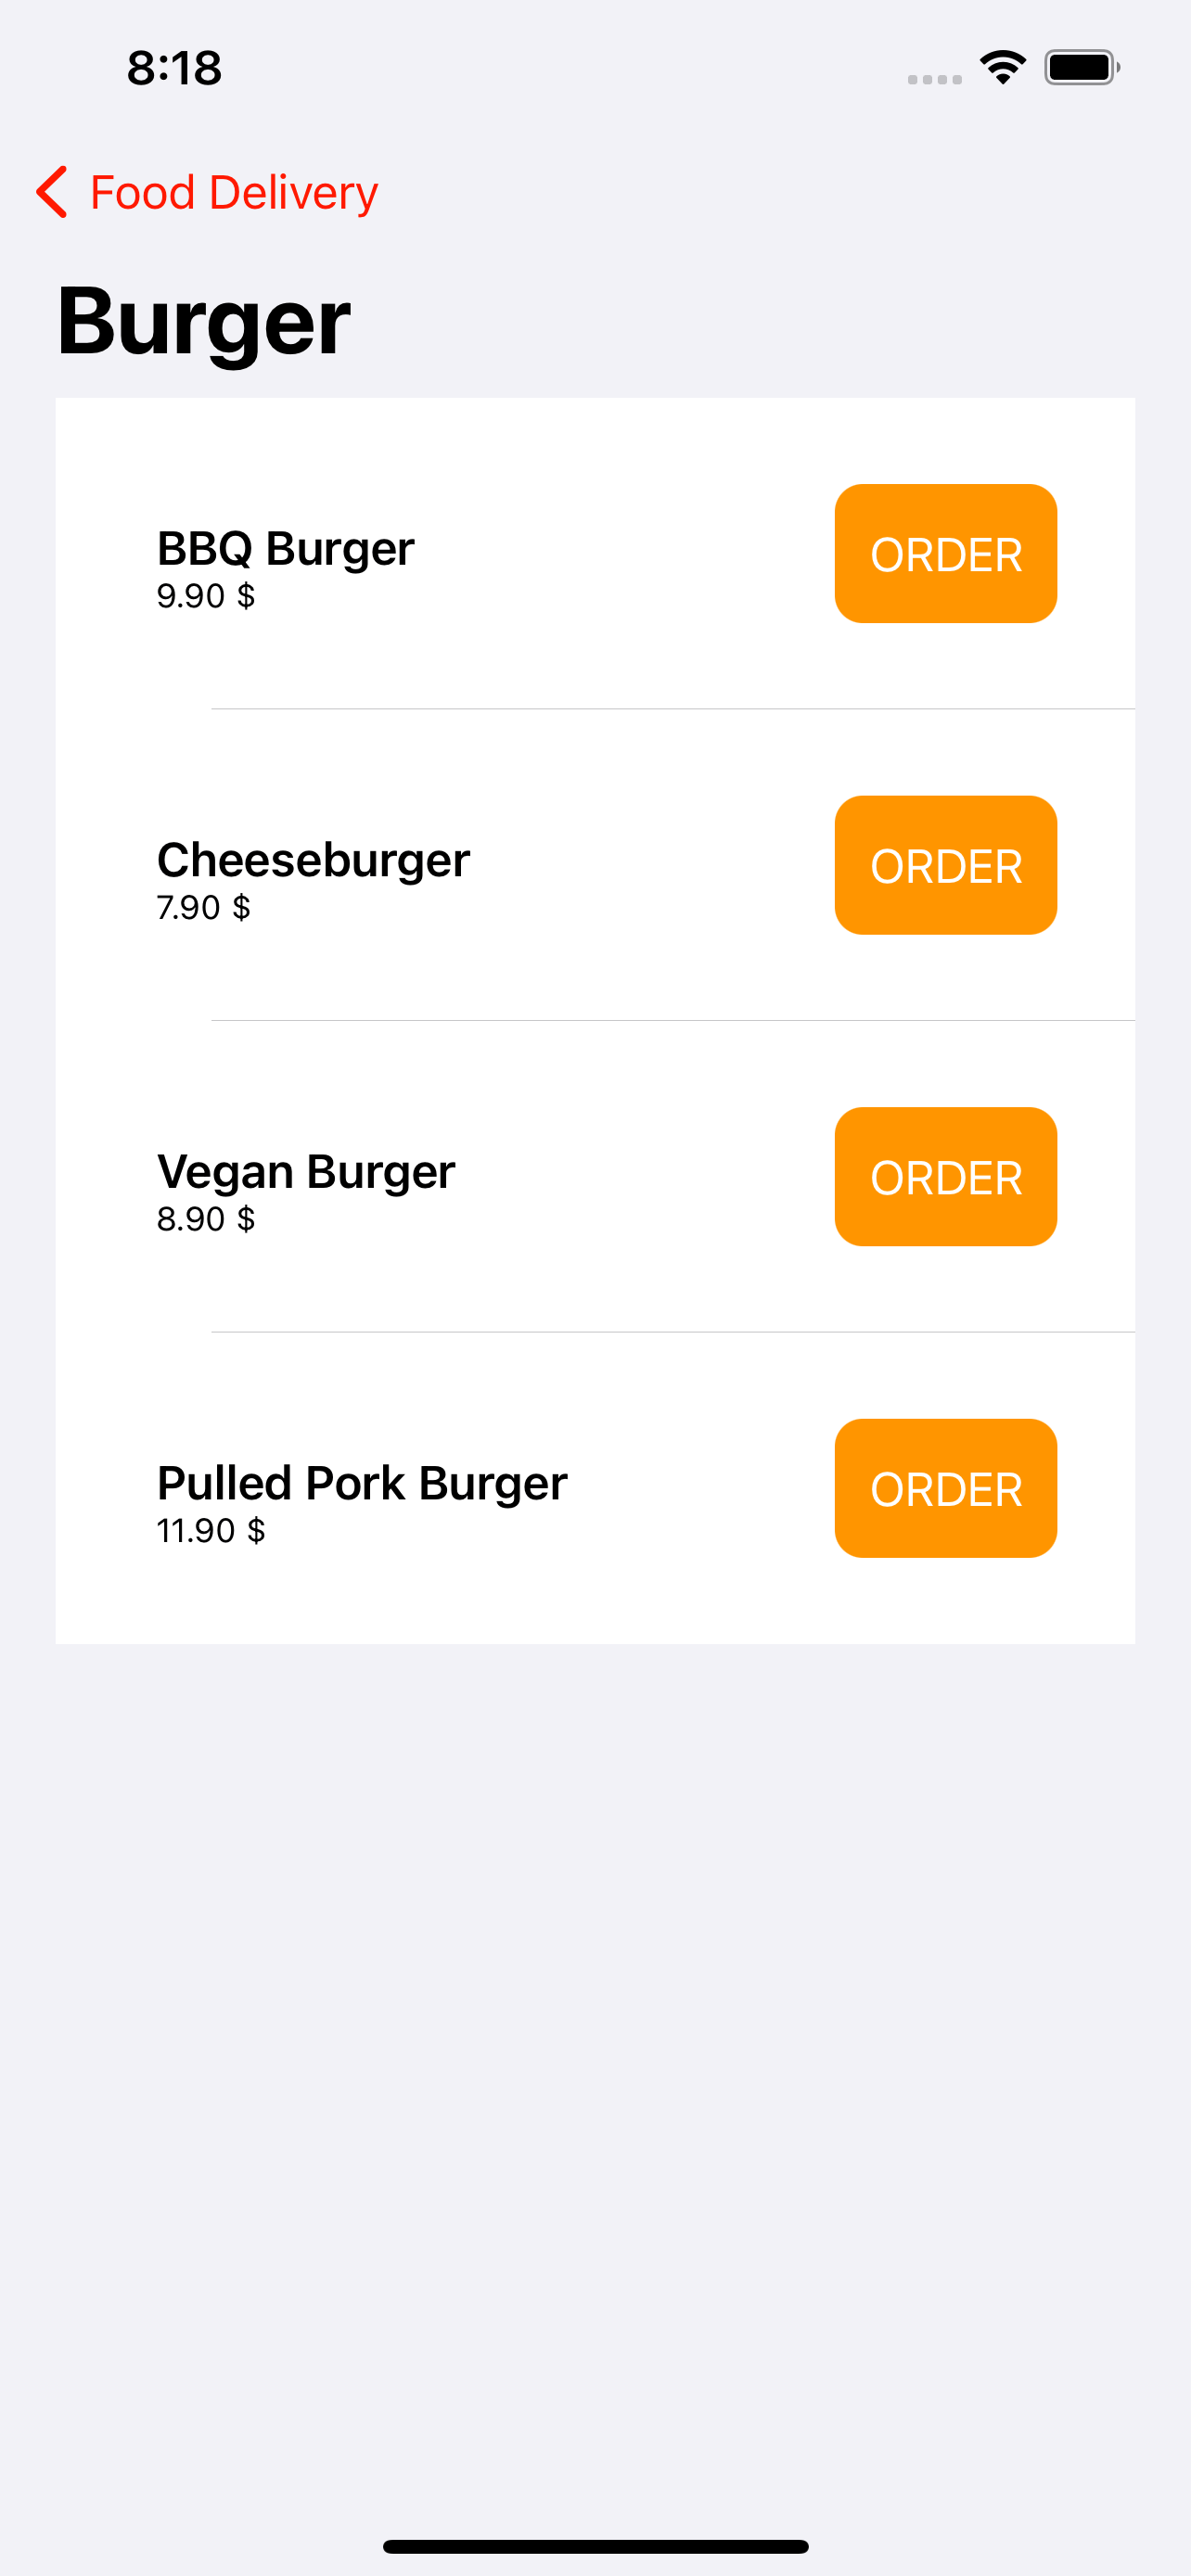 8:18
Food Delivery
Burger
BBQ Burger
9.90 $
ORDER
Cheeseburger
7.90 $
ORDER
Vegan Burger
8.90 $
ORDER
Pulled Pork Burger
11.90 $
ORDER